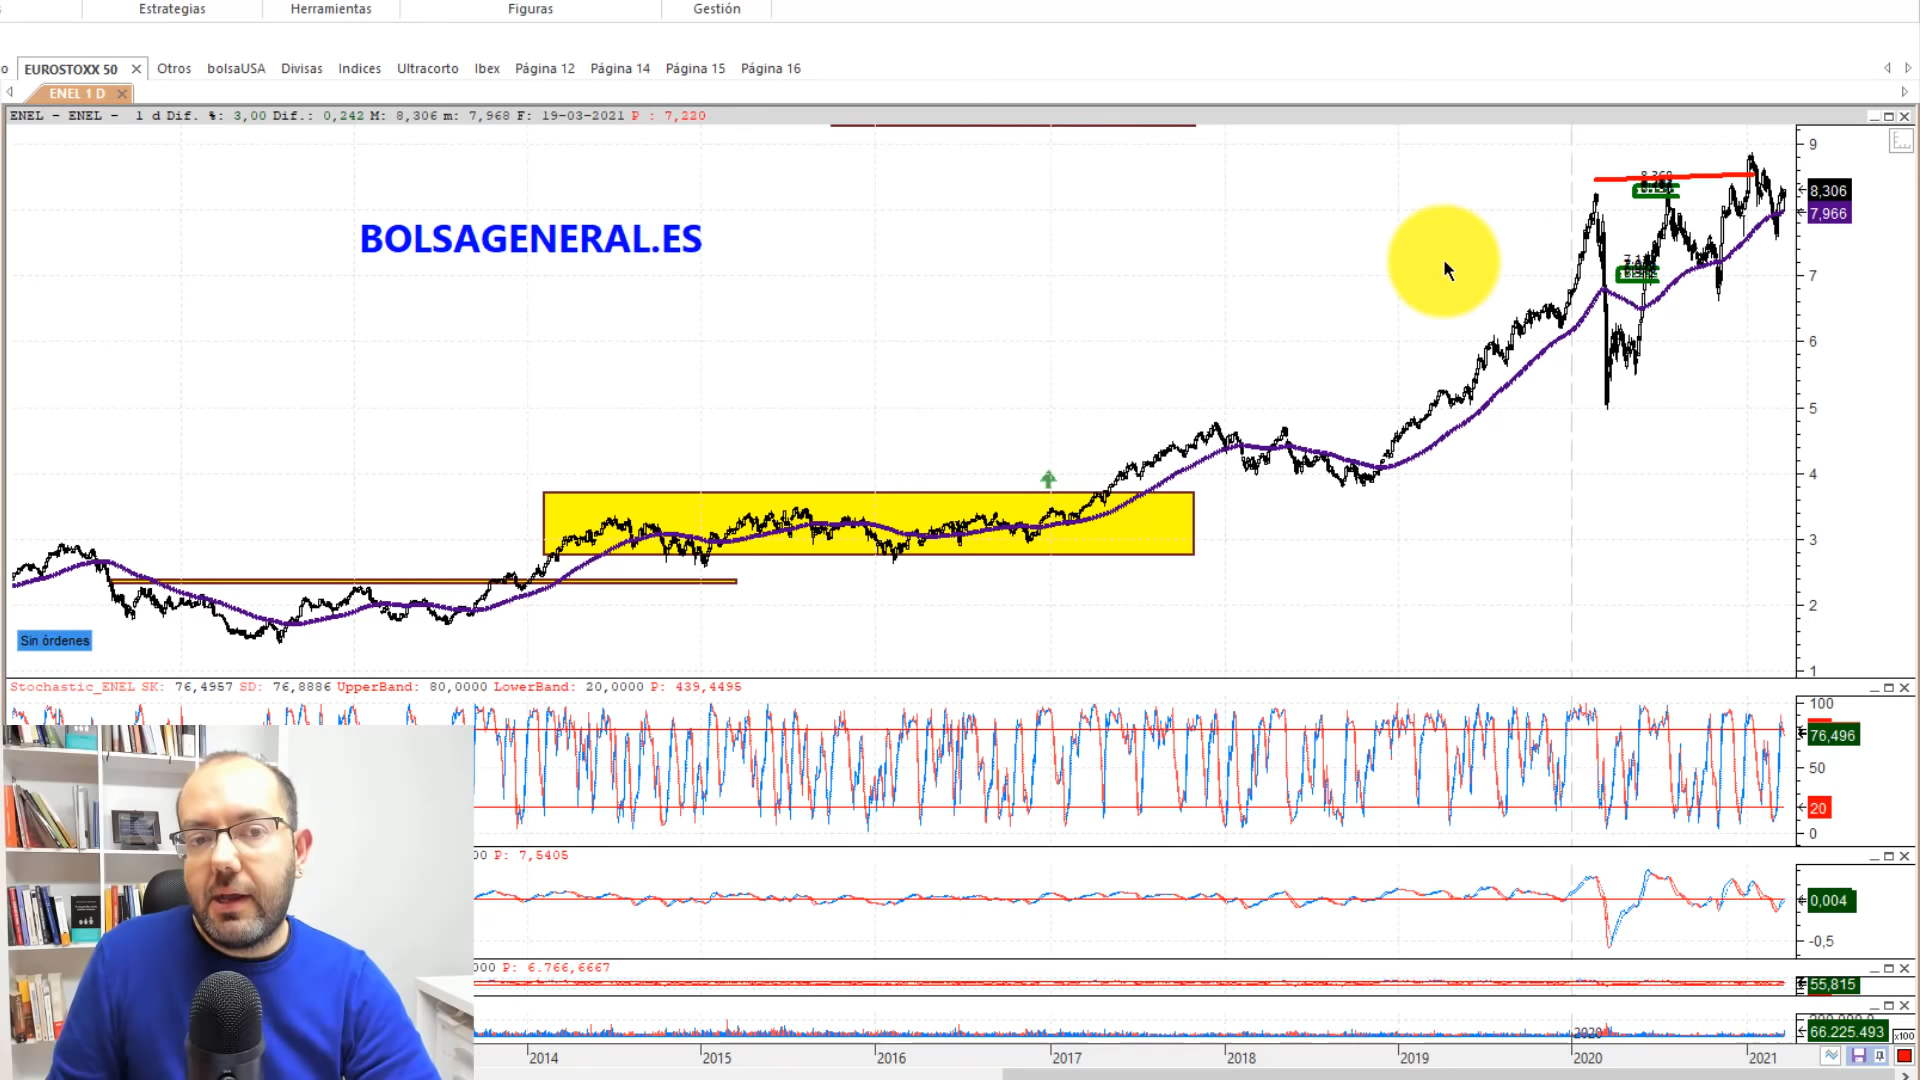 Estrategias Herramientas Figuras Gestión
EUROSTOXX 50 Otros bolsaUSA Divisas Indices Ultracorto Ibex Página 12 Página 14 Página 15 Página 16
ENEL 1 D
ENEL - ENEL - 1 d Dif. %: 3,00 Dif.: 0,242 M: 8,306 m: 7,968 F: 19-03-2021 P : 7,220
9
8,306
7,966
BOLSAGENERAL.ES
7
6
5
4
3
2
1
Sin órdenes
Stochastic_ENEL SK: 76,4957 SD: 76,8886 UpperBand: 80,0000 LowerBand: 20,0000 P: 439,4495
100
76,496
50
20
0
00 P: 7,5405
0,004
-0,5
000 P: 6.766,6667
55,815
2020
66.225.493
x100
2014 2015 2016 2017 2018 2019 2020 2021